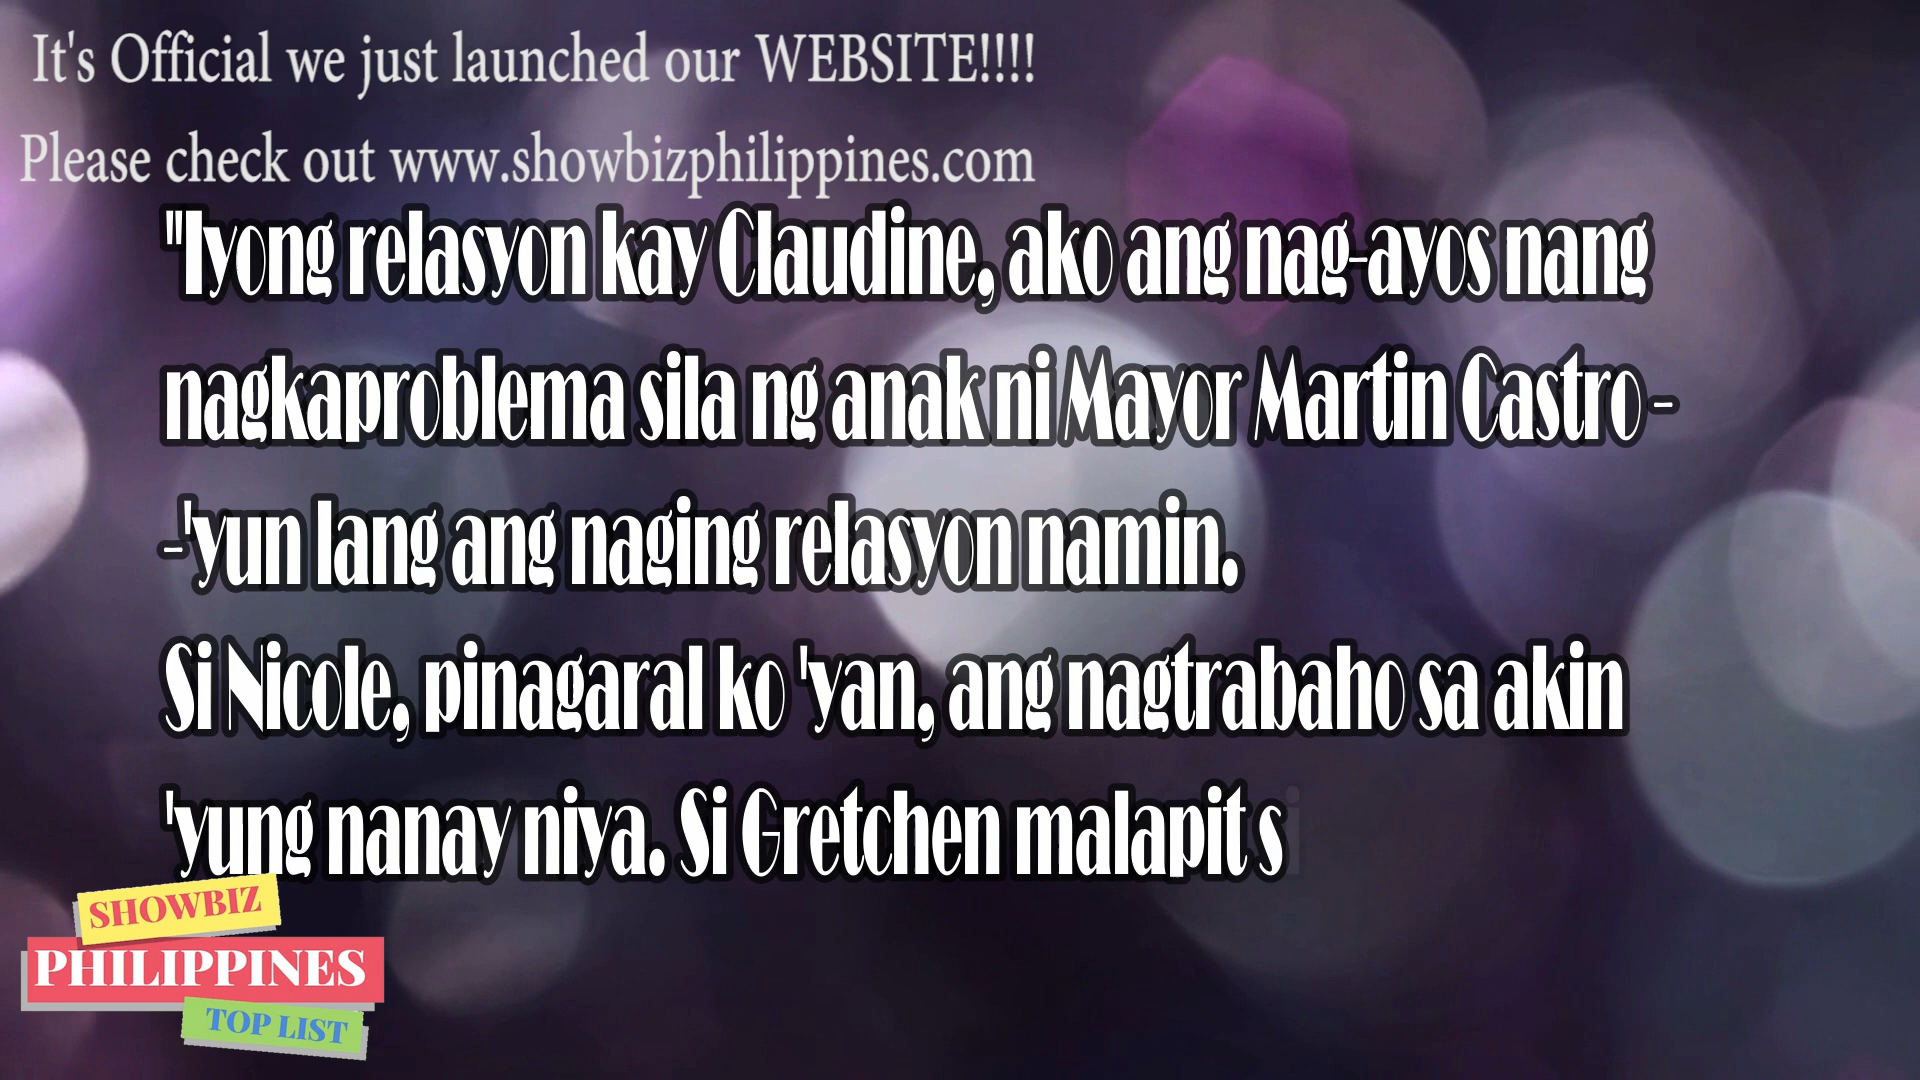 It's Official we just launched our WEBSITE!!!!
Please check out www.showbizphilippines.com
"Iyong relasyon kay Claudine, ako ang nag-ayos nang
nagkaproblema sila ng anak ni Mayor Martin Castro -
-'yun lang ang naging relasyon namin.
Si Nicole, pinagaral ko 'yan, ang nagtrabaho sa akin
'yung nanay niya. Si Gretchen malapit si
SHOWBIZ
PHILIPPINES
TOP LIST